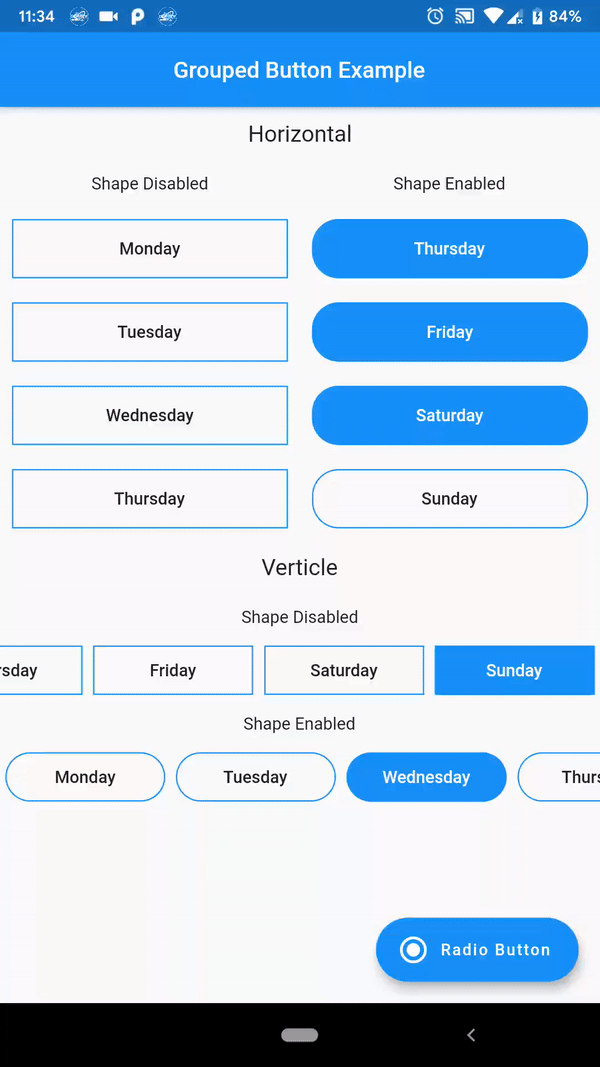 11:34 84%
Grouped Button Example
Horizontal
Shape Disabled Shape Enabled
Monday Thursday
Tuesday Friday
Wednesday Saturday
Thursday Sunday
Verticle
Shape Disabled
rsday Friday Saturday Sunday
Shape Enabled
Monday Tuesday Wednesday Thurs
Radio Button